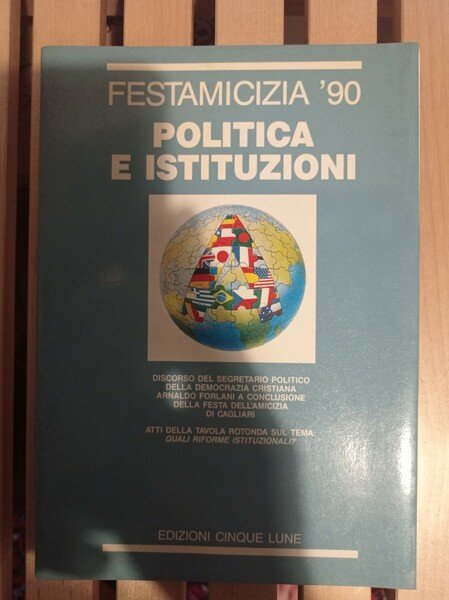 FESTAMICIZIA '90
POLITICA
E ISTITUZIONI
DISCORSO DEL SEGRETARIO POLITICO
DELLA DEMOCRAZIA CRISTIANA
ARNALDO FORLANI A CONCLUSIONE
DELLA FESTA DELL'AMICIZIA
DI CAGLIARI
ATTI DELLA TAVOLA ROTONDA SUL TEMA:
QUALI RIFORME ISTITUZIONALI?
EDIZIONI CINQUE LUNE